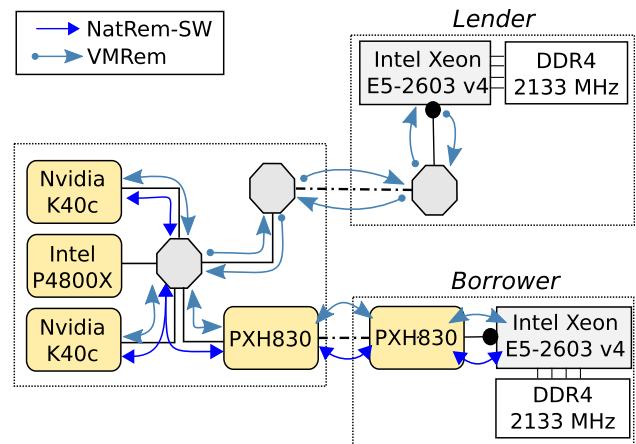 NatRem-SW
VMRem
Lender
Intel Xeon
E5-2603 v4
DDR4
2133 MHz
Nvidia
K40c
Intel
P4800X
Nvidia
K40c
PXH830
Borrower
PXH830
Intel Xeon
E5-2603 v4
DDR4
2133 MHz